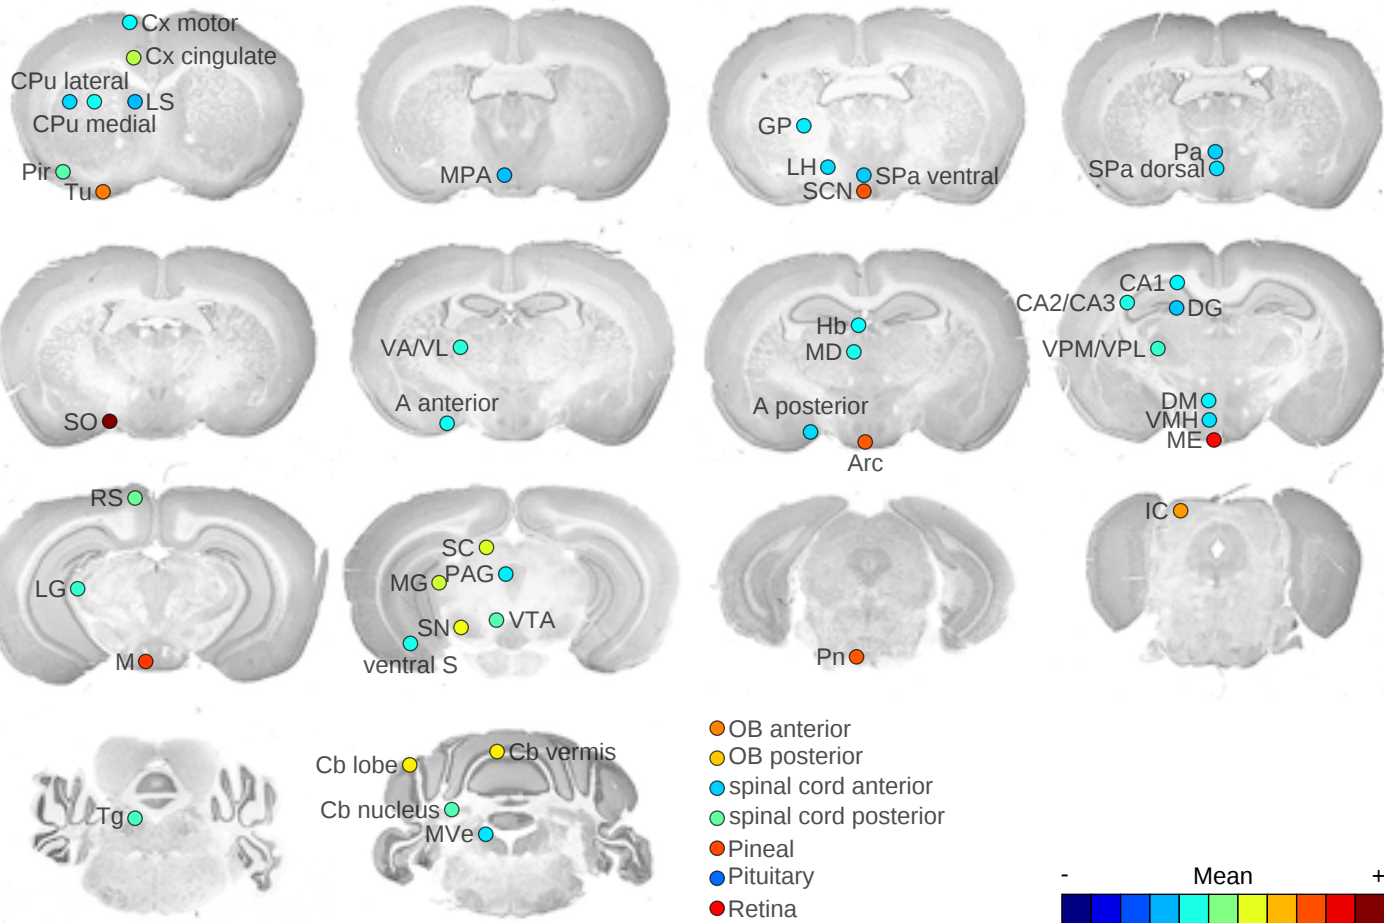 Cx motor
Cx cingulate
CPu lateral
LS
CPu medial
Pir
Tu
MPA
GP
LH
SPa ventral
SCN
Pa
SPa dorsal
SO
VA/VL
A anterior
Hb
MD
A posterior
Arc
CA1
CA2/CA3
DG
VPM/VPL
DM
VMH
ME
RS
LG
M
SC
MG
PAG
SN
VTA
ventral S
Pn
IC
Tg
Cb lobe
Cb vermis
Cb nucleus
MVe
OB anterior
OB posterior
spinal cord anterior
spinal cord posterior
Pineal
Pituitary
Retina
- Mean +